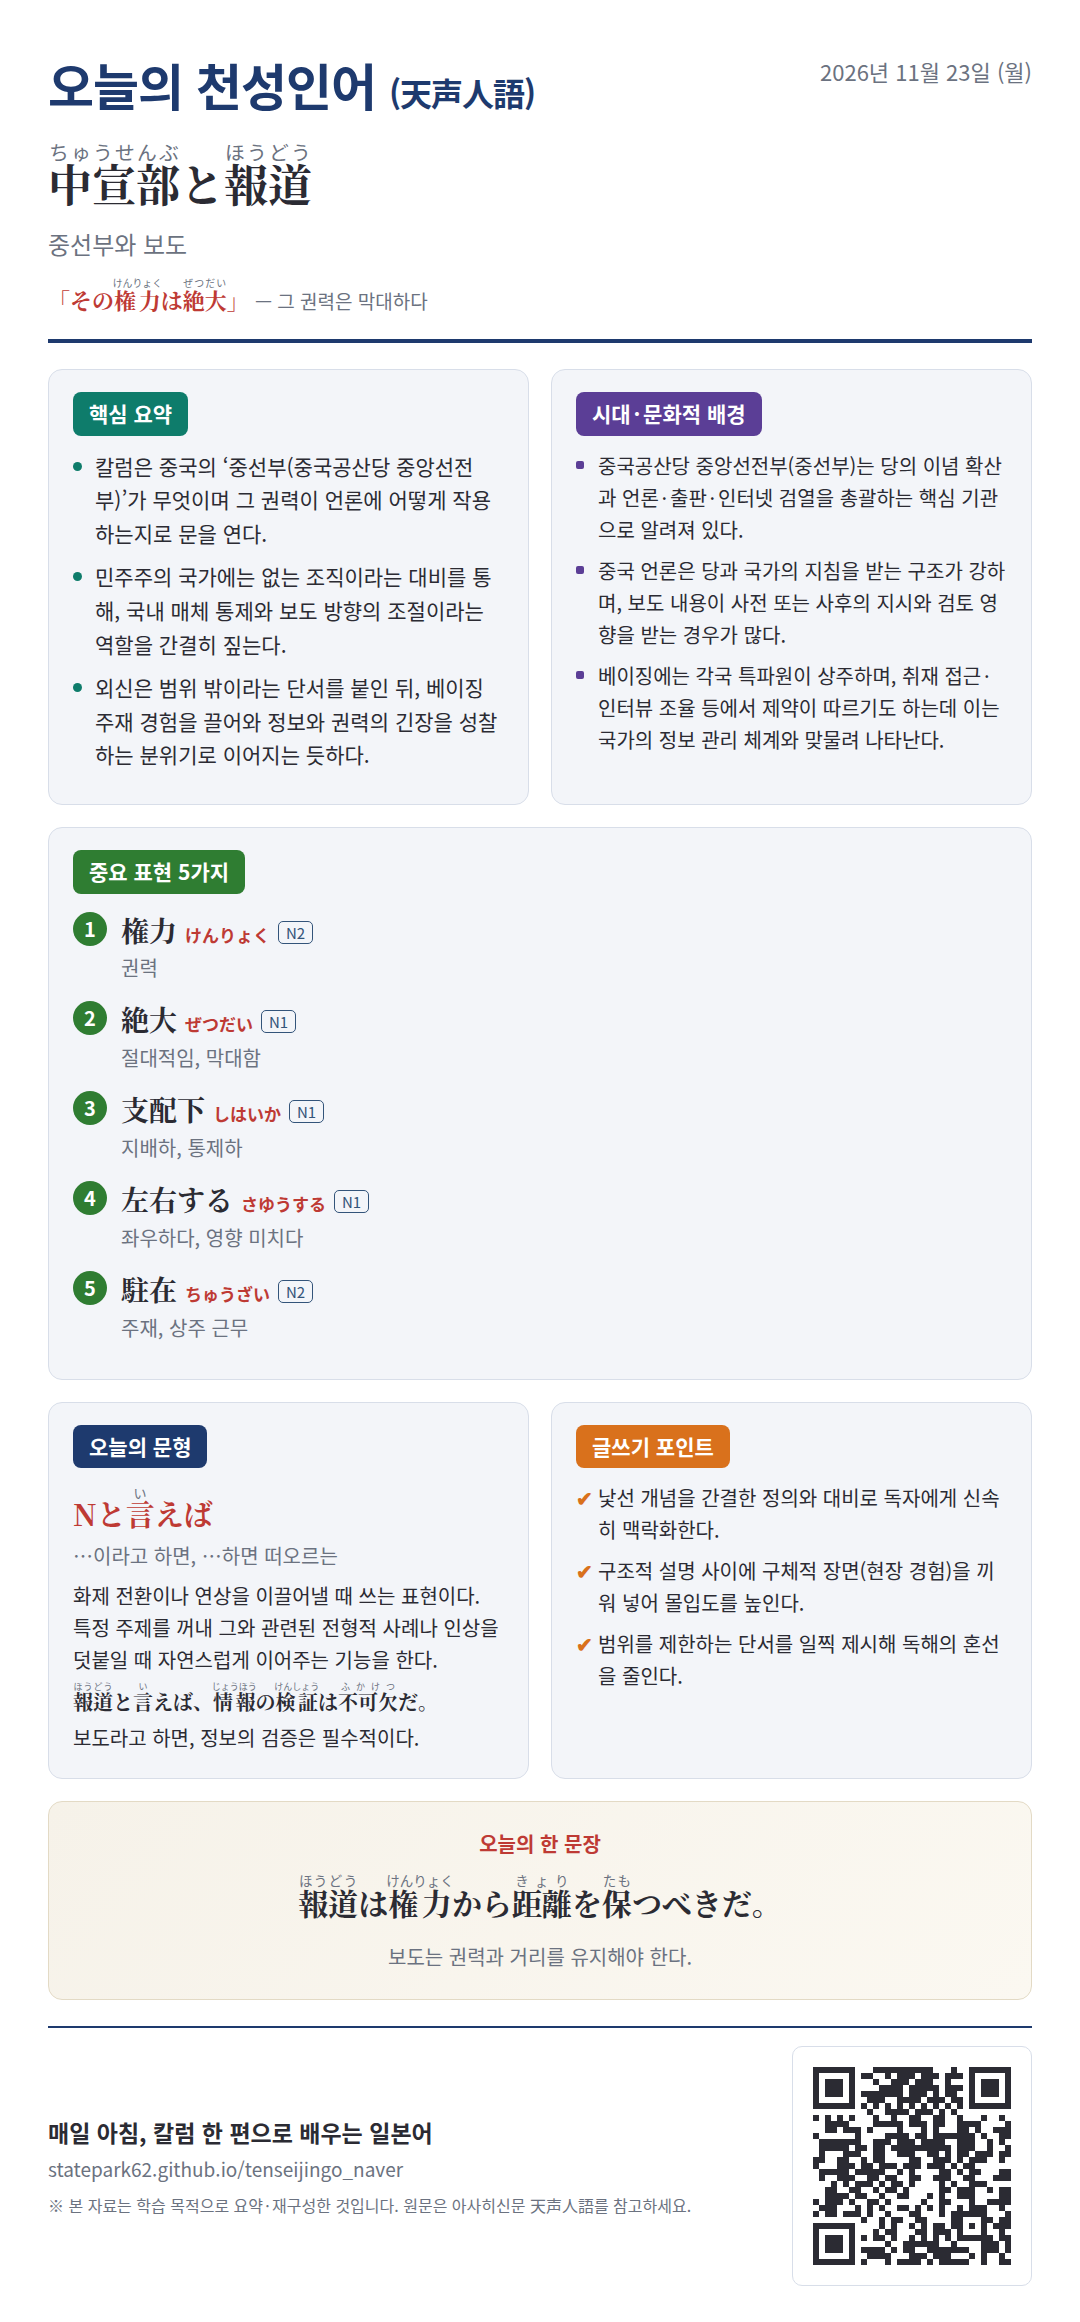 오늘의 천성인어 (天声人語)
2026년 11월 23일 (월)
ちゅうせんぶ ほうどう
中宣部と報道
중선부와 보도
けんりょく ぜつだい
「その権力は絶大」 — 그 권력은 막대하다
핵심 요약
칼럼은 중국의 ‘중선부(중국공산당 중앙선전
부)’가 무엇이며 그 권력이 언론에 어떻게 작용
하는지로 문을 연다.
민주주의 국가에는 없는 조직이라는 대비를 통
해, 국내 매체 통제와 보도 방향의 조절이라는
역할을 간결히 짚는다.
외신은 범위 밖이라는 단서를 붙인 뒤, 베이징
주재 경험을 끌어와 정보와 권력의 긴장을 성찰
하는 분위기로 이어지는 듯하다.
시대·문화적 배경
중국공산당 중앙선전부(중선부)는 당의 이념 확산
과 언론·출판·인터넷 검열을 총괄하는 핵심 기관
으로 알려져 있다.
중국 언론은 당과 국가의 지침을 받는 구조가 강하
며, 보도 내용이 사전 또는 사후의 지시와 검토 영
향을 받는 경우가 많다.
베이징에는 각국 특파원이 상주하며, 취재 접근·
인터뷰 조율 등에서 제약이 따르기도 하는데 이는
국가의 정보 관리 체계와 맞물려 나타난다.
중요 표현 5가지
1 権力 けんりょく N2
권력
2 絶大 ぜつだい N1
절대적임, 막대함
3 支配下 しはいか N1
지배하, 통제하
4 左右する さゆうする N1
좌우하다, 영향 미치다
5 駐在 ちゅうざい N2
주재, 상주 근무
오늘의 문형
い
Nと言えば
…이라고 하면, …하면 떠오르는
화제 전환이나 연상을 이끌어낼 때 쓰는 표현이다.
특정 주제를 꺼내 그와 관련된 전형적 사례나 인상을
덧붙일 때 자연스럽게 이어주는 기능을 한다.
ほうどう い じょうほう けんしょう ふかけつ
報道と言えば、情報の検証は不可欠だ。
보도라고 하면, 정보의 검증은 필수적이다.
글쓰기 포인트
✔ 낯선 개념을 간결한 정의와 대비로 독자에게 신속
히 맥락화한다.
✔ 구조적 설명 사이에 구체적 장면(현장 경험)을 끼
워 넣어 몰입도를 높인다.
✔ 범위를 제한하는 단서를 일찍 제시해 독해의 혼선
을 줄인다.
오늘의 한 문장
ほうどう けんりょく きょり たも
報道は権力から距離を保つべきだ。
보도는 권력과 거리를 유지해야 한다.
매일 아침, 칼럼 한 편으로 배우는 일본어
statepark62.github.io/tenseijingo_naver
※ 본 자료는 학습 목적으로 요약·재구성한 것입니다. 원문은 아사히신문 天声人語를 참고하세요.